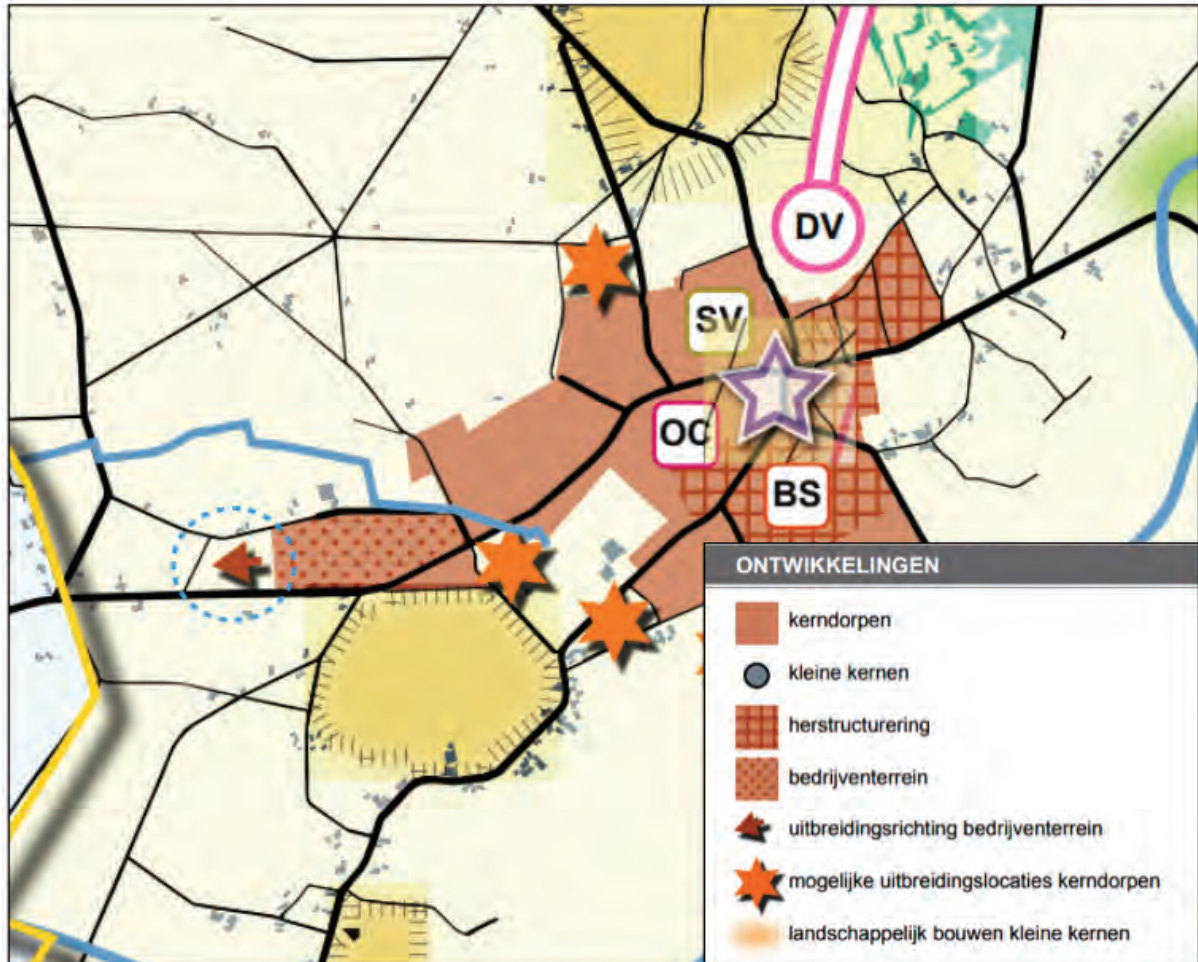 DV
SV
OC
BS
ONTWIKKELINGEN
kerndorpen
kleine kernen
herstructurering
bedrijventerrein
uitbreidingsrichting bedrijventerrein
mogelijke uitbreidingslocaties kerndorpen
landschappelijk bouwen kleine kernen